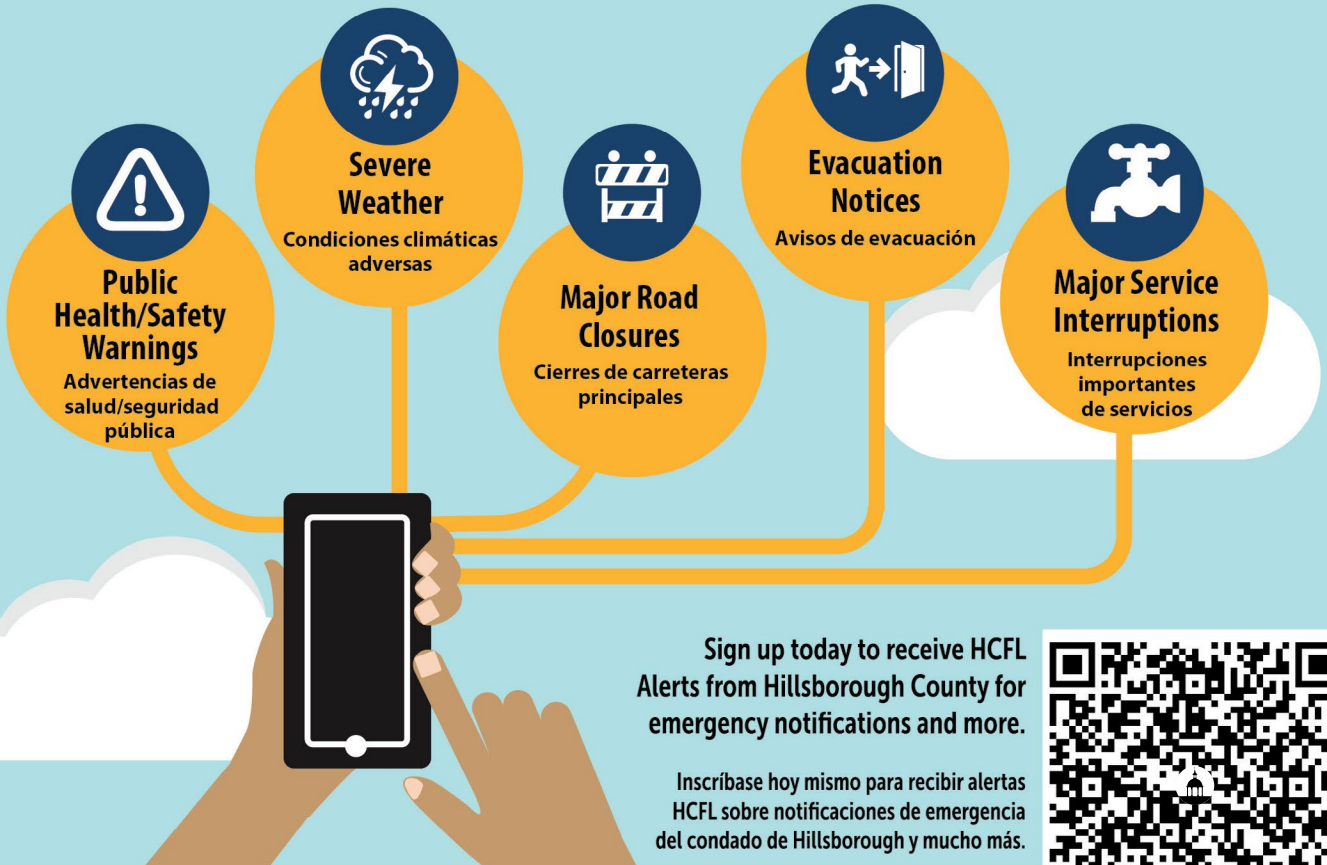 Public
Health/Safety
Warnings
Advertencias de
salud/seguridad
pública
Severe
Weather
Condiciones climáticas
adversas
Major Road
Closures
Cierres de carreteras
principales
Evacuation
Notices
Avisos de evacuación
Major Service
Interruptions
Interrupciones
importantes
de servicios
Sign up today to receive HCFL
Alerts from Hillsborough County for
emergency notifications and more.
Inscríbase hoy mismo para recibir alertas
HCFL sobre notificaciones de emergencia
del condado de Hillsborough y mucho más.